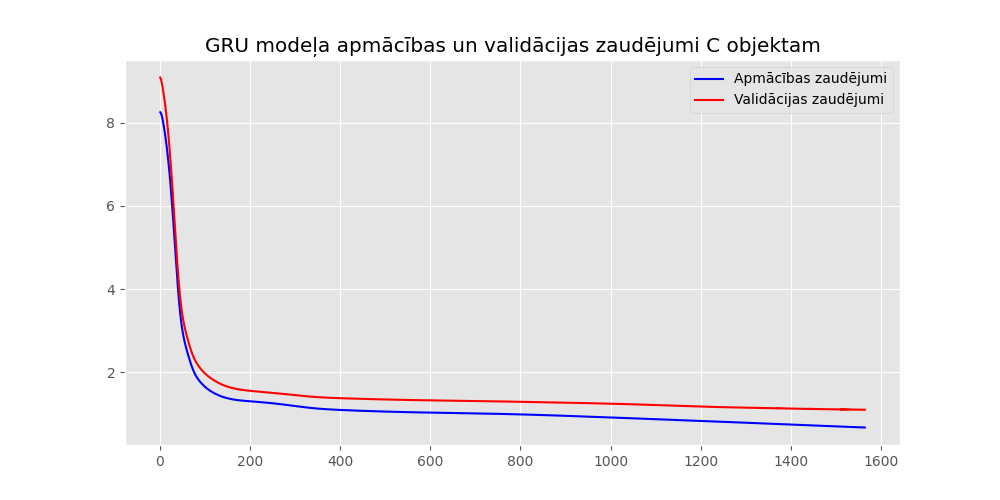 GRU modeļa apmācības un validācijas zaudējumi C objektam
Apmācības zaudējumi
Validācijas zaudējumi
8
6
4
2
0 200 400 600 800 1000 1200 1400 1600